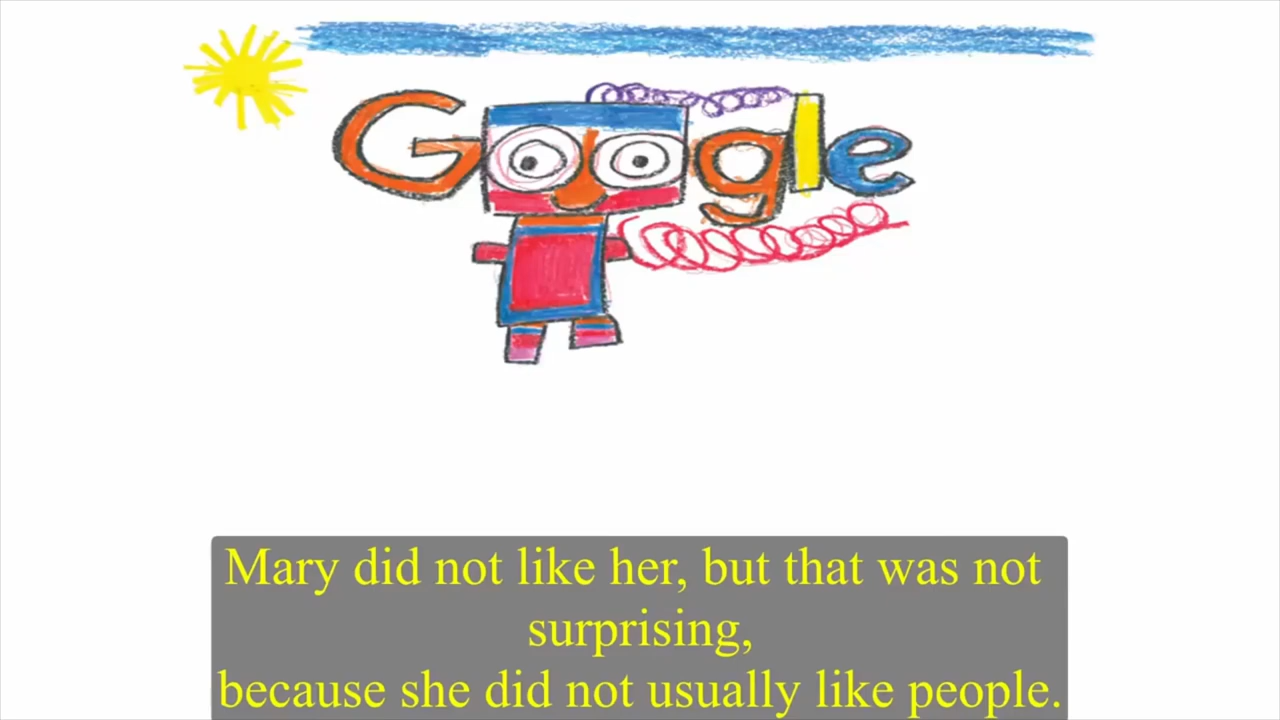 Google
Mary did not like her, but that was not
surprising,
because she did not usually like people.